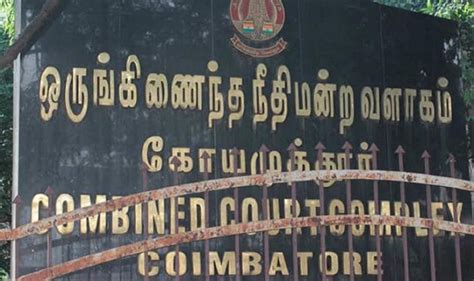 ஒருங்கிணைந்த நீதிமன்ற வளாகம்
கோயமுத்தூர்
COMBINED COURT COMPLEX
COIMBATORE